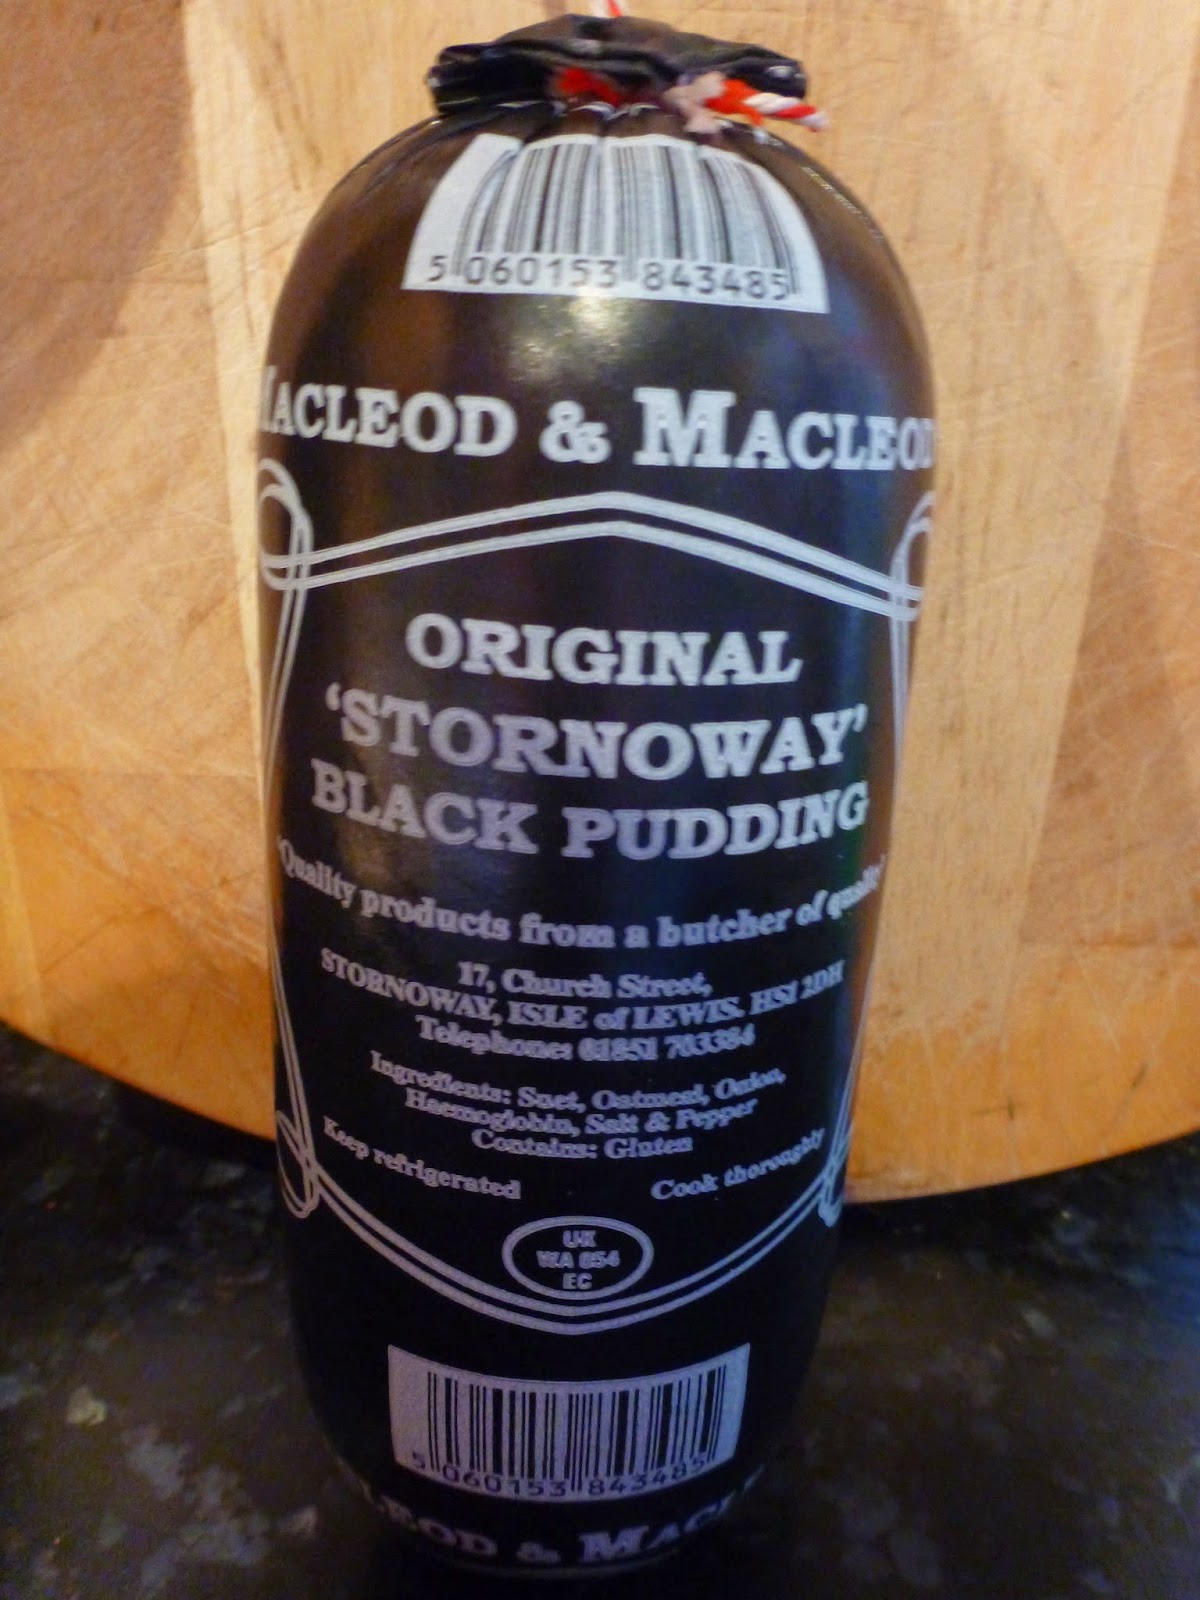 5 060153 843485
MACLEOD & MACLEOD
ORIGINAL
'STORNOWAY'
BLACK PUDDING
'Quality products from a butcher of quality'
17, Church Street,
STORNOWAY, ISLE of LEWIS. HS1 2DH
Telephone: 01851 703384
Ingredients: Suet, Oatmeal, Onion,
Haemoglobin, Salt & Pepper
Contains: Gluten
Keep refrigerated Cook thoroughly
UK
WA 054
EC
5 060153 843485
LEOD & MAC